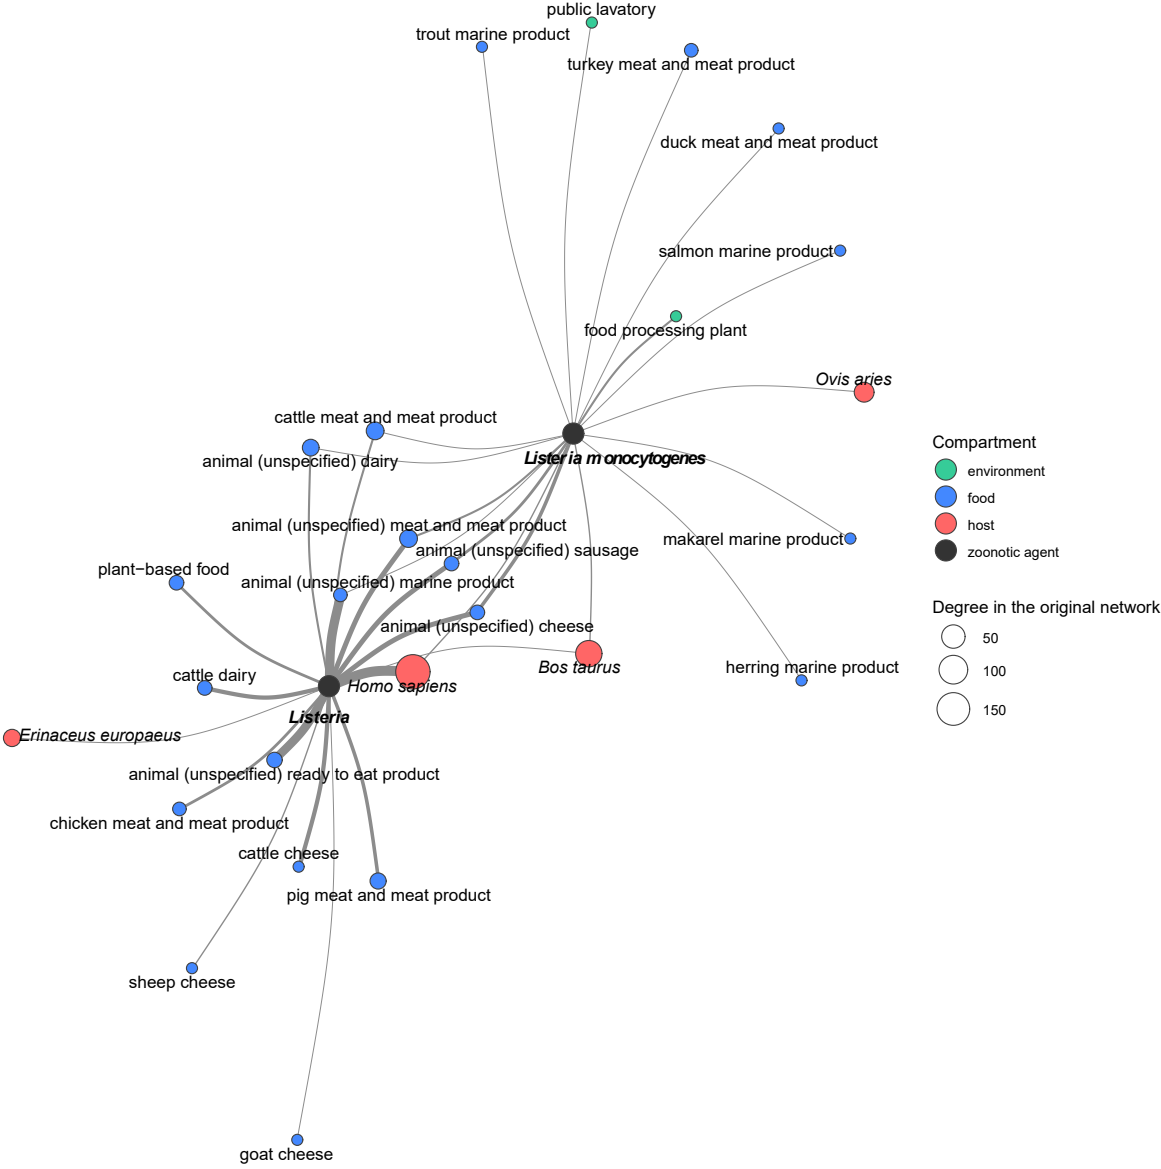 public lavatory
trout marine product
turkey meat and meat product
duck meat and meat product
salmon marine product
food processing plant
Ovis aries
cattle meat and meat product
Listeria monocytogenes
animal (unspecified) dairy
animal (unspecified) meat and meat product
makarel marine product
animal (unspecified) sausage
plant−based food
animal (unspecified) marine product
animal (unspecified) cheese
Bos taurus
herring marine product
cattle dairy
Homo sapiens
Listeria
Erinaceus europaeus
animal (unspecified) ready to eat product
chicken meat and meat product
cattle cheese
pig meat and meat product
sheep cheese
goat cheese
Compartment
environment
food
host
zoonotic agent
Degree in the original network
50
100
150